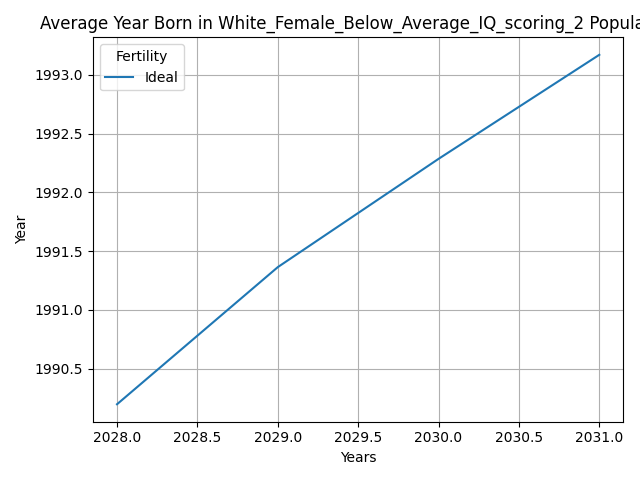 Average Year Born in White_Female_Below_Average_IQ_scoring_2 Popula
Fertility
Ideal
1993.0
1992.5
1992.0
1991.5
1991.0
1990.5
Year
2028.0 2028.5 2029.0 2029.5 2030.0 2030.5 2031.0
Years